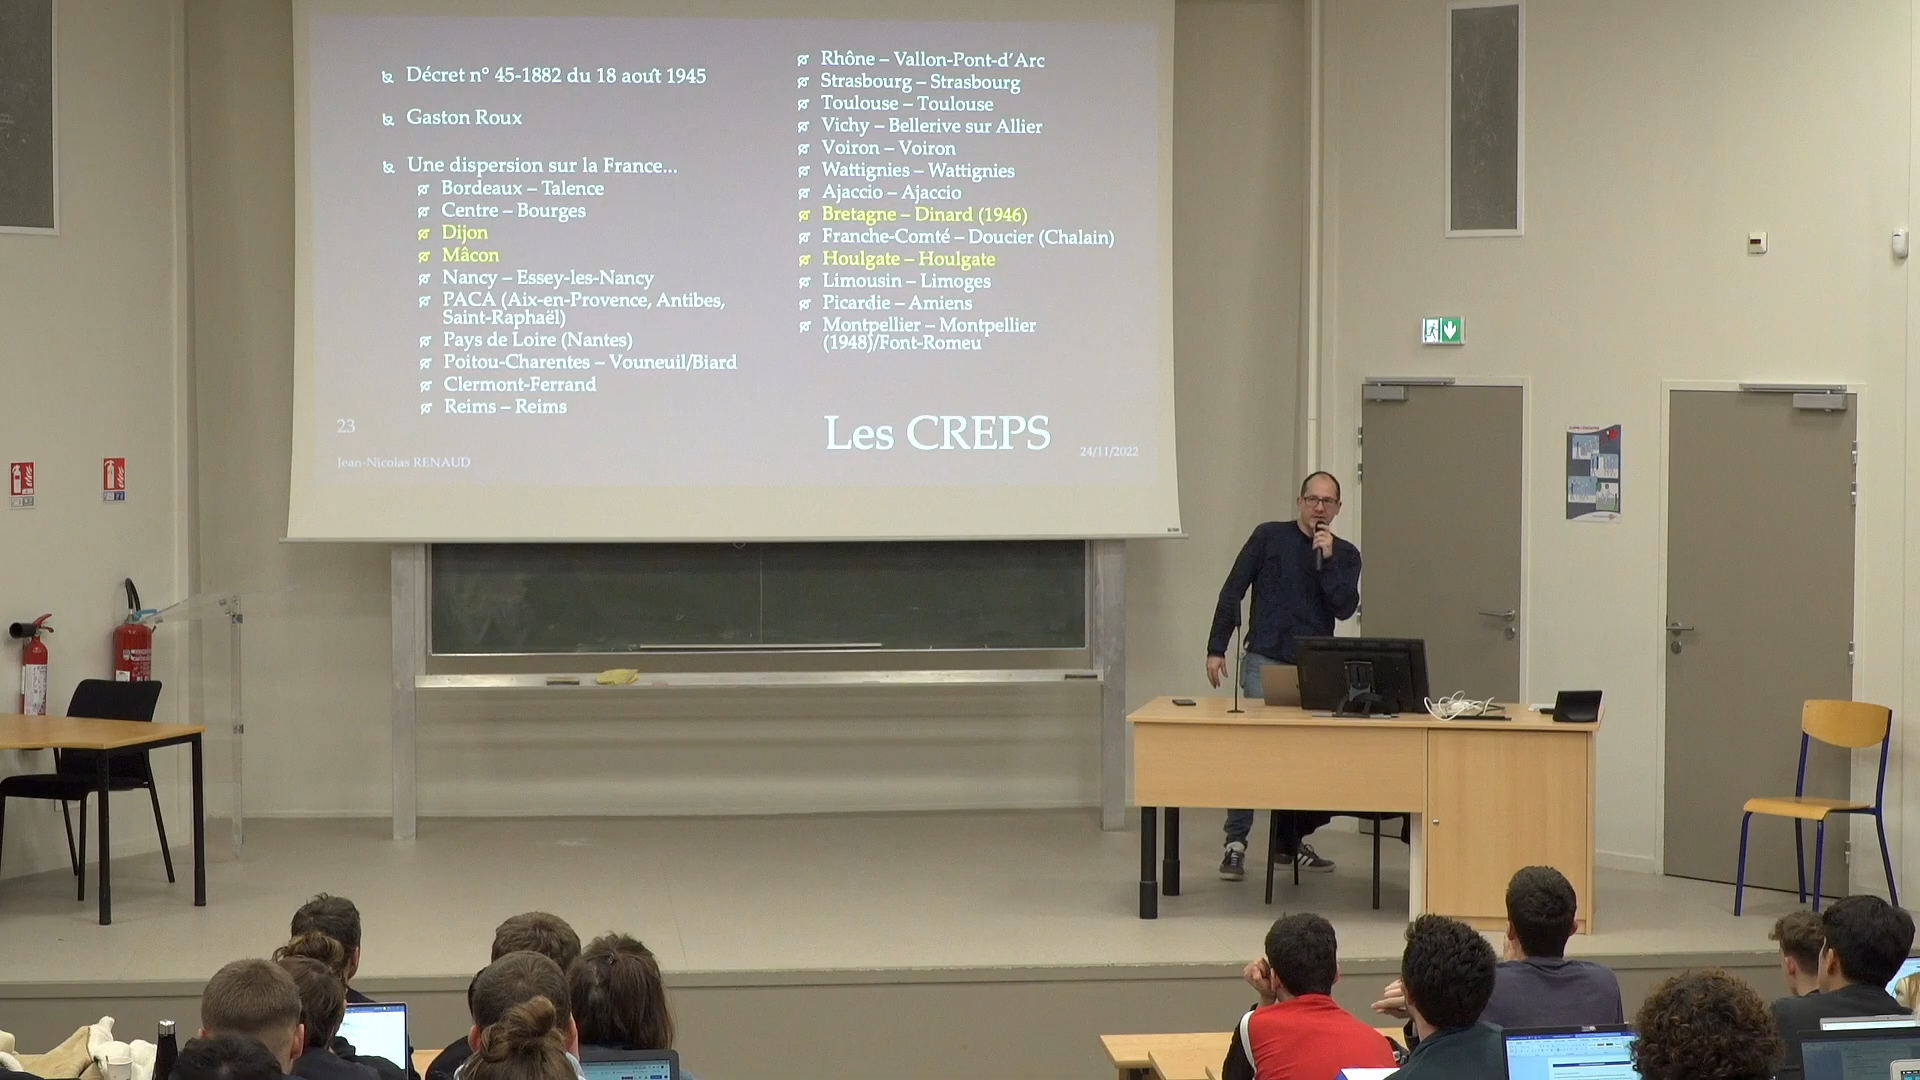 Décret n° 45-1882 du 18 août 1945
Gaston Roux
Une dispersion sur la France...
Bordeaux – Talence
Centre – Bourges
Dijon
Mâcon
Nancy – Essey-les-Nancy
PACA (Aix-en-Provence, Antibes,
Saint-Raphaël)
Pays de Loire (Nantes)
Poitou-Charentes – Vouneuil/Biard
Clermont-Ferrand
Reims – Reims
Rhône – Vallon-Pont-d'Arc
Strasbourg – Strasbourg
Toulouse – Toulouse
Vichy – Bellerive sur Allier
Voiron – Voiron
Wattignies – Wattignies
Ajaccio – Ajaccio
Bretagne – Dinard (1946)
Franche-Comté – Doucier (Chalain)
Houlgate – Houlgate
Limousin – Limoges
Picardie – Amiens
Montpellier – Montpellier
(1948)/Font-Romeu
23
Les CREPS
Jean-Nicolas RENAUD
24/11/2022